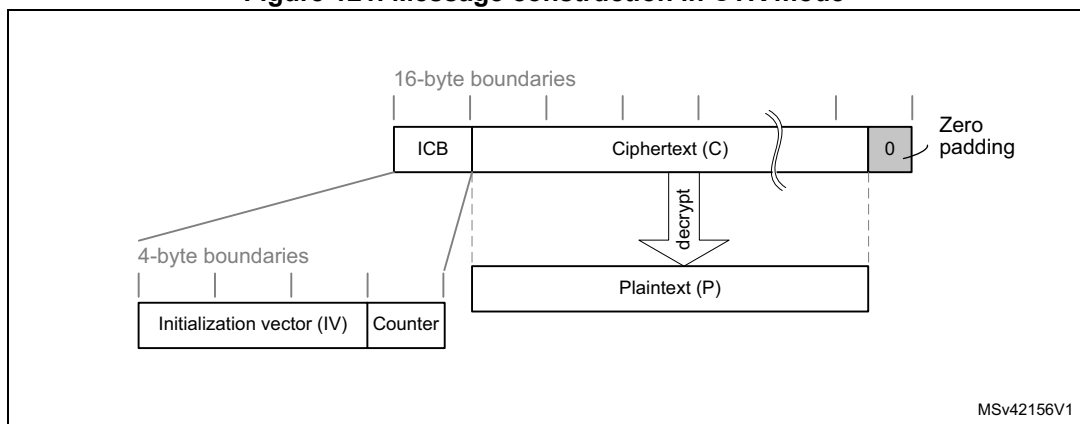 16-byte boundaries
ICB
Ciphertext (C)
0
Zero
padding
decrypt
4-byte boundaries
Plaintext (P)
Initialization vector (IV)
Counter
MSv42156V1